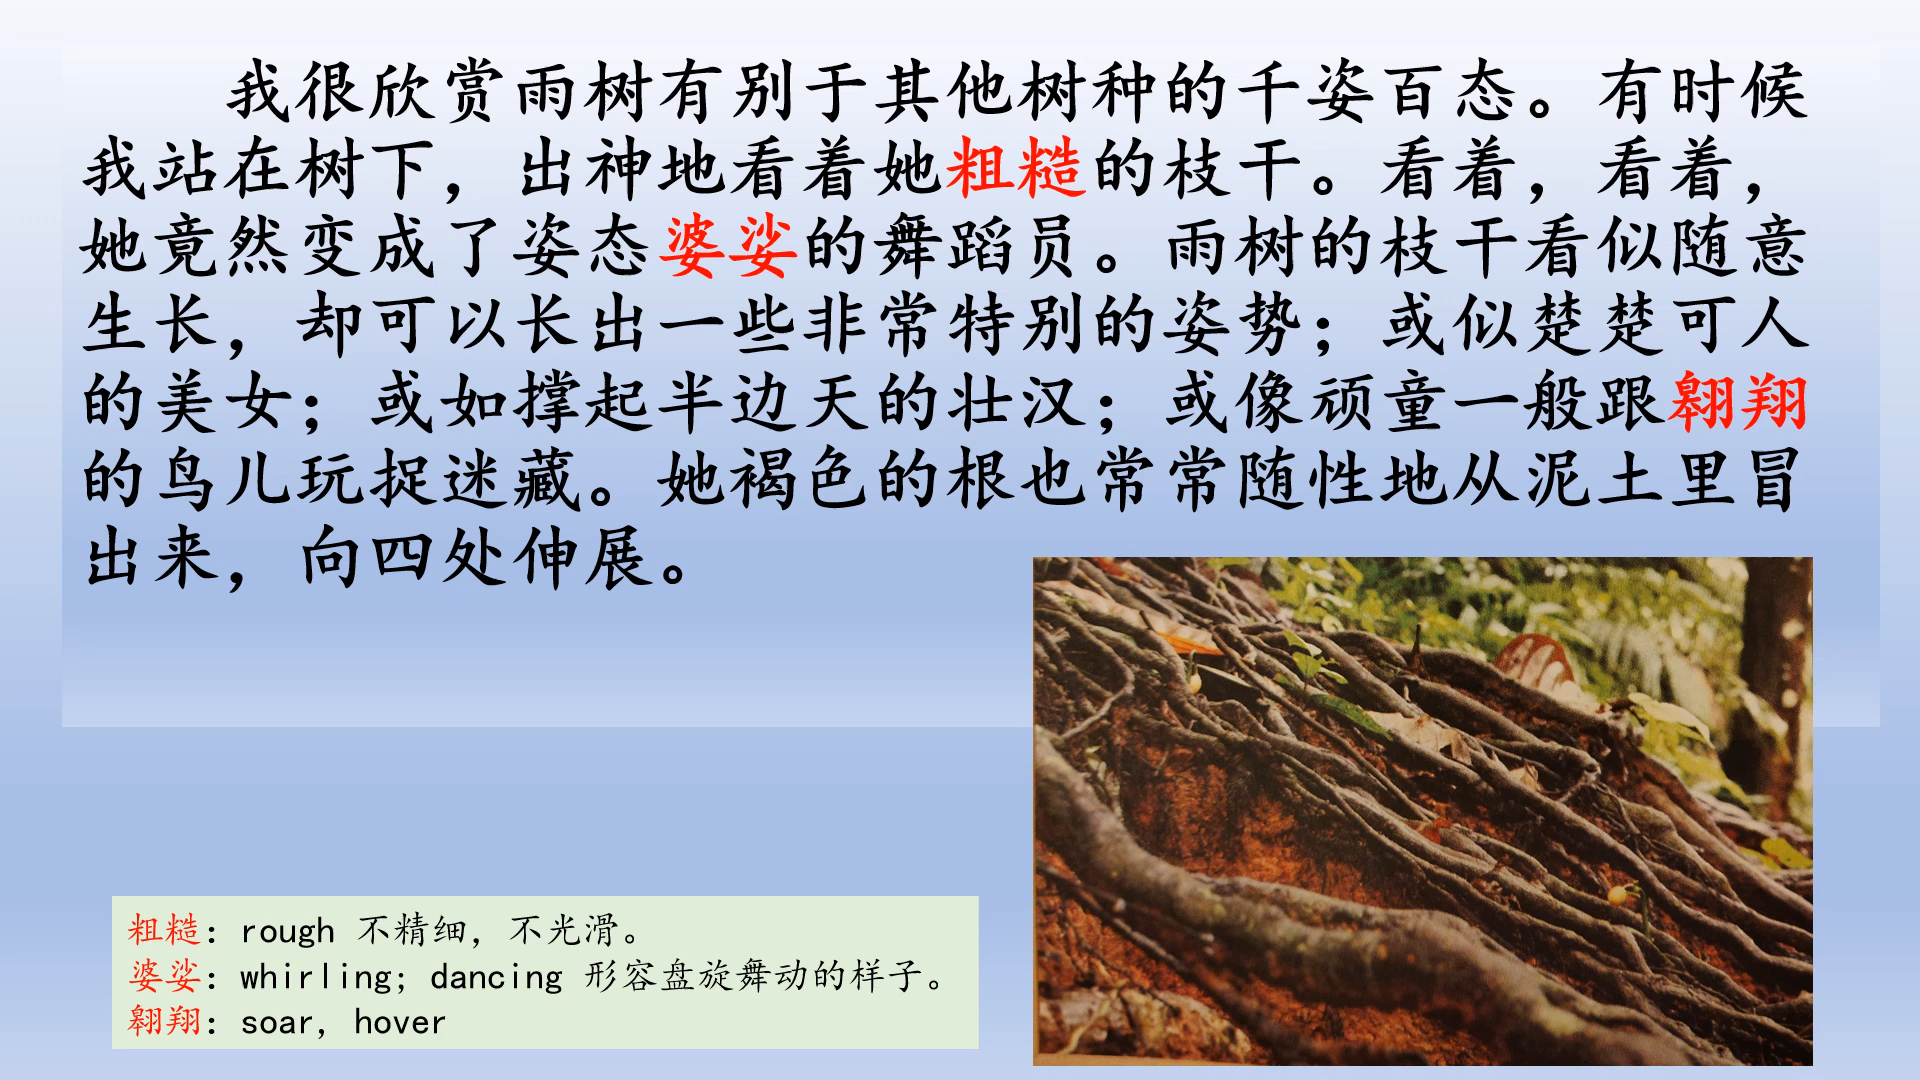 我很欣赏雨树有别于其他树种的千姿百态。有时候
我站在树下，出神地看着她粗糙的枝干。看着，看着，
她竟然变成了姿态婆娑的舞蹈员。雨树的枝干看似随意
生长，却可以长出一些非常特别的姿势；或似楚楚可人
的美女；或如撑起半边天的壮汉；或像顽童一般跟翱翔
的鸟儿玩捉迷藏。她褐色的根也常常随性地从泥土里冒
出来，向四处伸展。
粗糙：rough 不精细，不光滑。
婆娑：whirling; dancing 形容盘旋舞动的样子。
翱翔：soar, hover